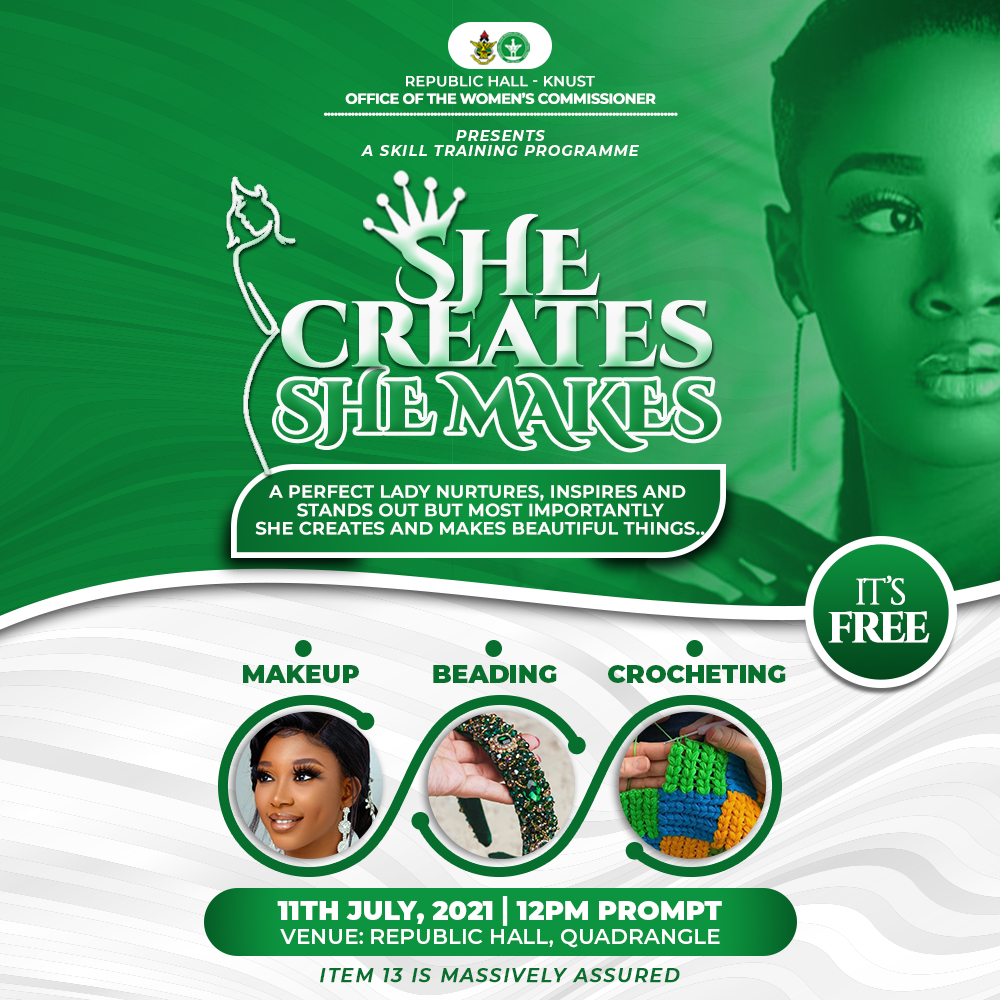 REPUBLIC HALL - KNUST
OFFICE OF THE WOMEN'S COMMISSIONER
PRESENTS
A SKILL TRAINING PROGRAMME
SHE
CREATES
SHE MAKES
A PERFECT LADY NURTURES, INSPIRES AND
STANDS OUT BUT MOST IMPORTANTLY
SHE CREATES AND MAKES BEAUTIFUL THINGS..
IT'S
FREE
MAKEUP BEADING CROCHETING
11TH JULY, 2021 | 12PM PROMPT
VENUE: REPUBLIC HALL, QUADRANGLE
ITEM 13 IS MASSIVELY ASSURED